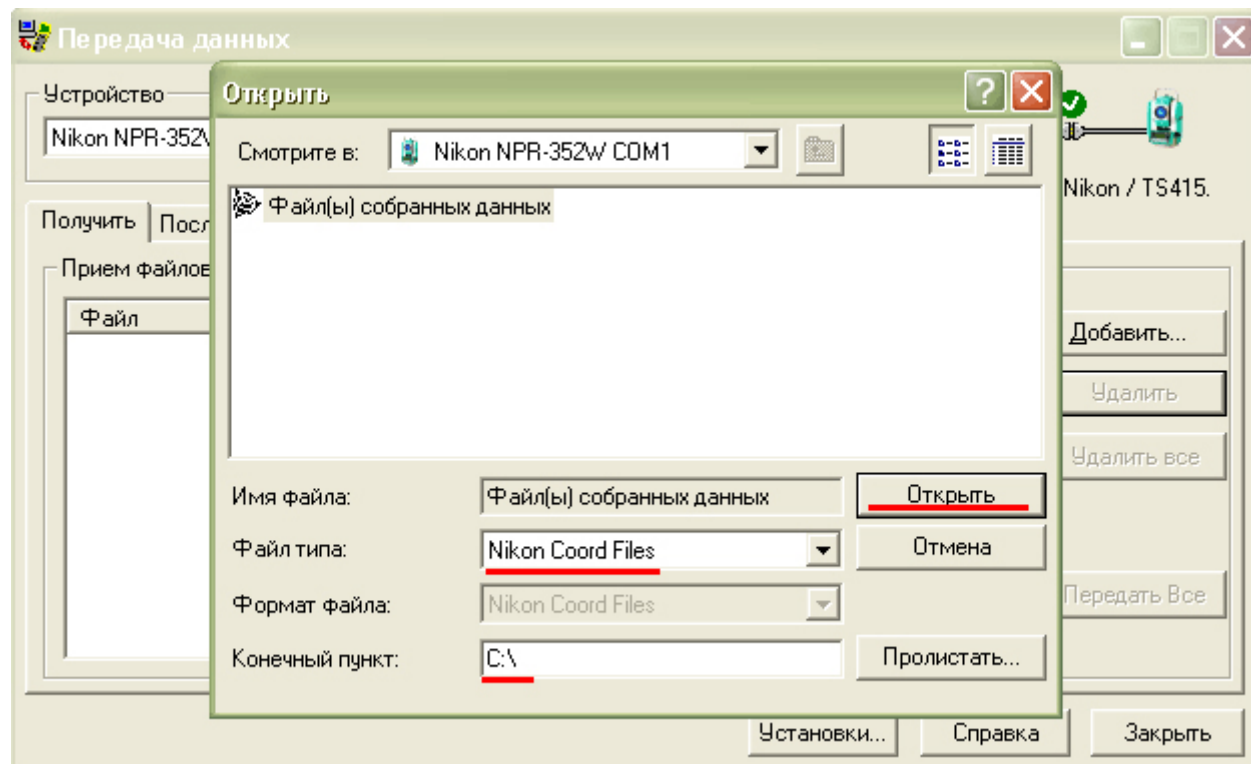 Передача данных
Устройство
Nikon NPR-352W
Nikon / TS415.
Получить
Прием файлов
Файл
Добавить...
Удалить
Удалить все
Передать Все
Установки...
Справка
Закрыть
Открыть
Смотрите в:
Nikon NPR-352W COM1
Файл(ы) собранных данных
Имя файла:
Файл(ы) собранных данных
Открыть
Файл типа:
Nikon Coord Files
Отмена
Формат файла:
Nikon Coord Files
Конечный пункт:
C:\
Пролистать...